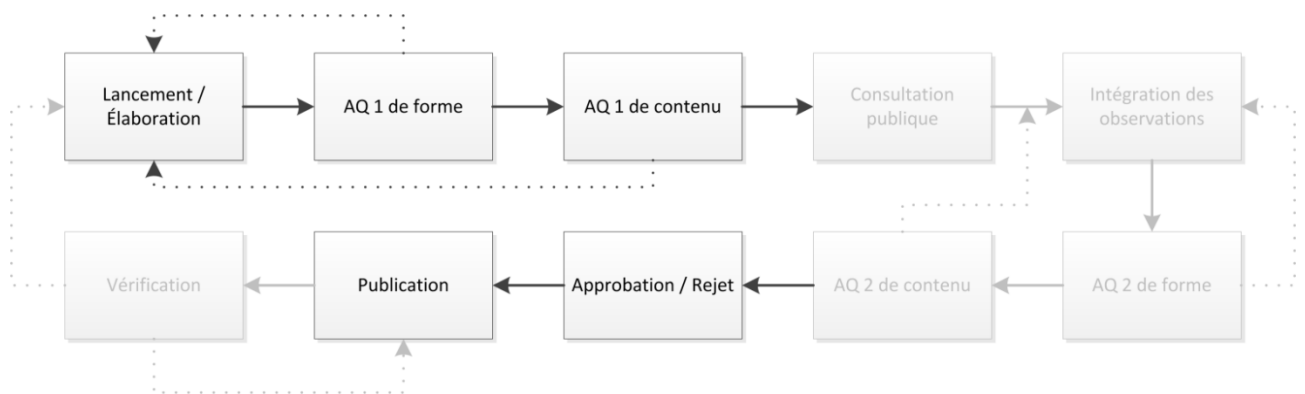 Lancement /
Élaboration
AQ 1 de forme
AQ 1 de contenu
Consultation
publique
Intégration des
observations
Vérification
Publication
Approbation / Rejet
AQ 2 de contenu
AQ 2 de forme